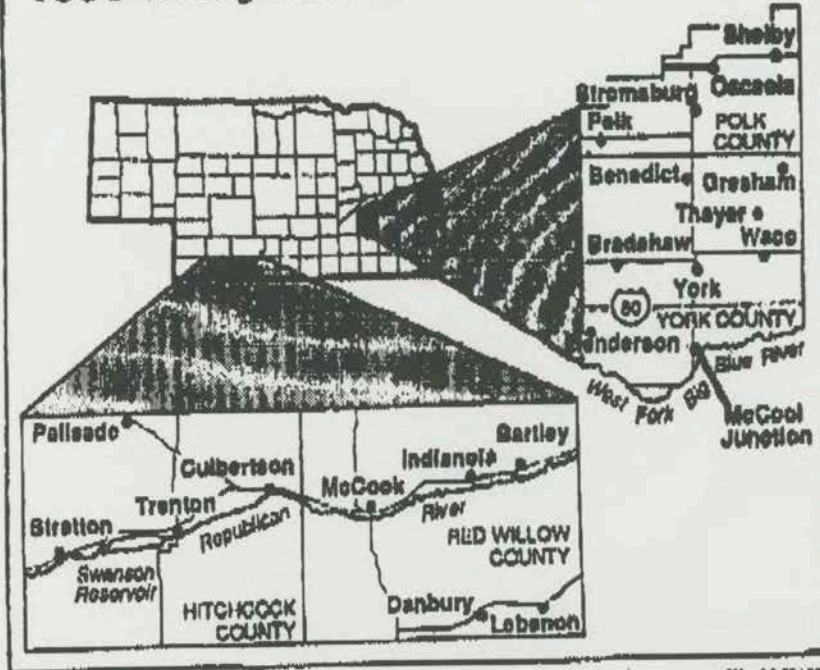 Shelby
Osceola
Stromsburg
Polk
POLK
COUNTY
Benedict
Gresham
Thayer
Bradshaw
Waco
York
80
YORK COUNTY
Henderson
West Fork Big Blue River
McCool
Junction
Palisade
Culbertson
McCook
Indianola
Bartley
Stratton
Trenton
Republican River
Swanson
Reservoir
RED WILLOW
COUNTY
HITCHCOCK
COUNTY
Danbury
Lebanon